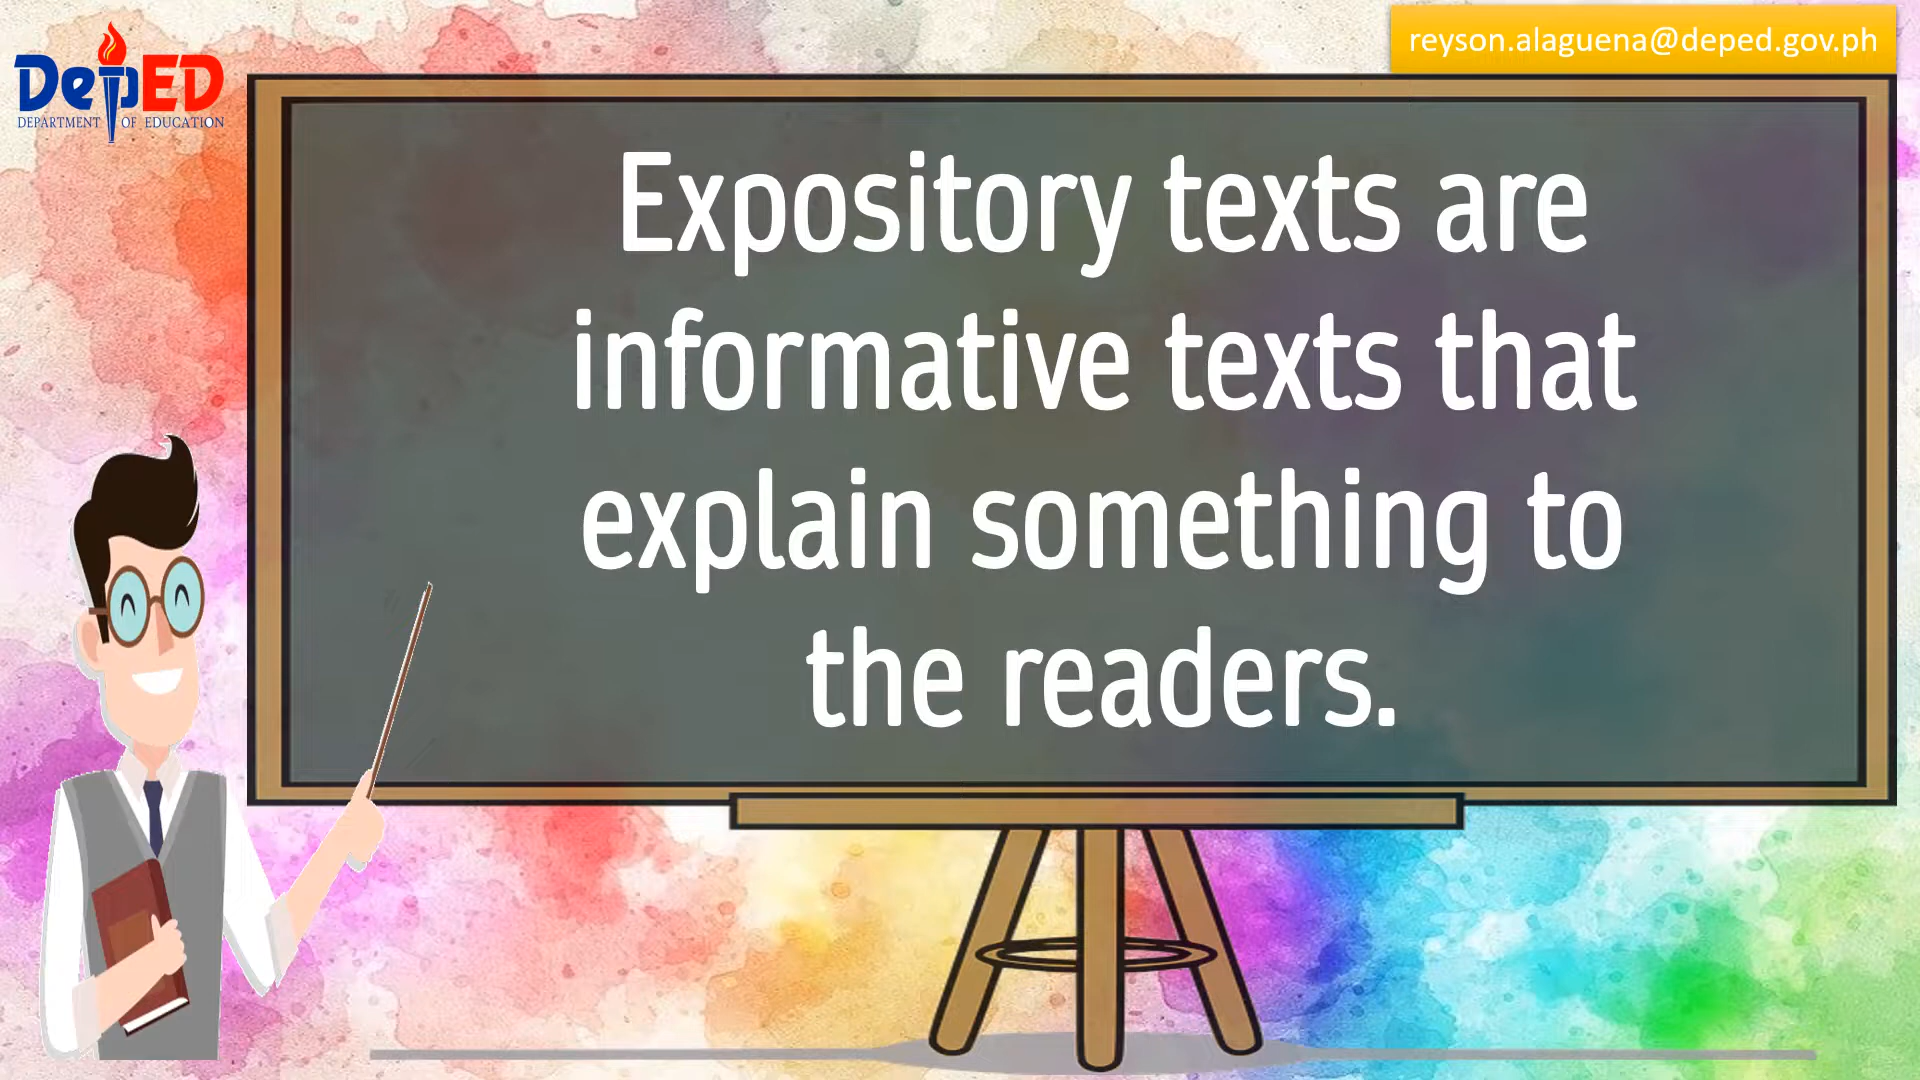 reyson.alaguena@deped.gov.ph
DepED
DEPARTMENT OF EDUCATION
Expository texts are
informative texts that
explain something to
the readers.